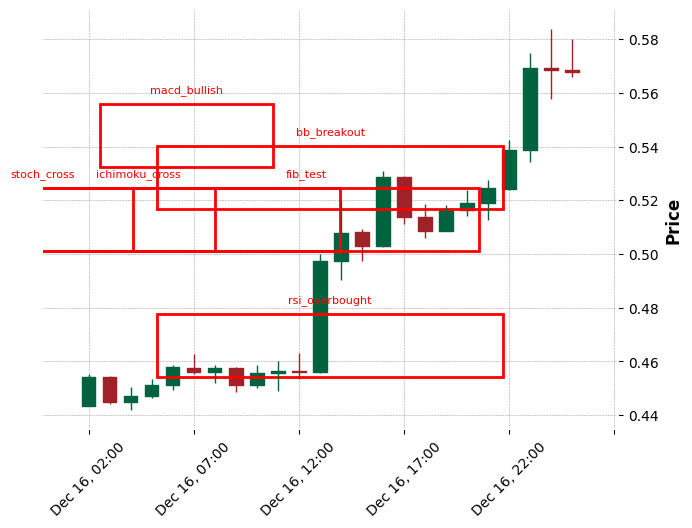 0.58
macd_bullish
0.56
bb_breakout
0.54
stoch_cross ichimoku_cross fib_test
0.52
0.50
rsi_overbought
0.48
0.46
0.44
Price
Dec 16, 02:00
Dec 16, 07:00
Dec 16, 12:00
Dec 16, 17:00
Dec 16, 22:00